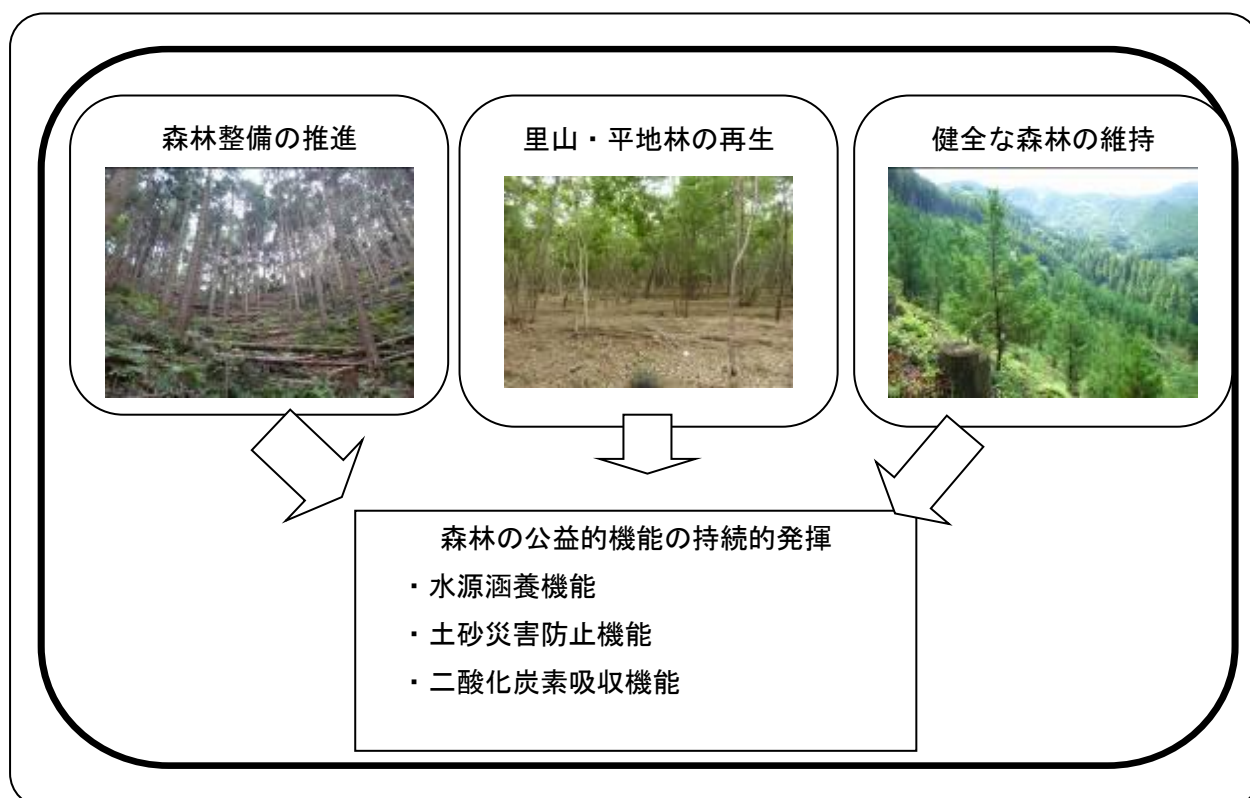 森林整備の推進
里山・平地林の再生
健全な森林の維持
森林の公益的機能の持続的発揮
・水源涵養機能
・土砂災害防止機能
・二酸化炭素吸収機能